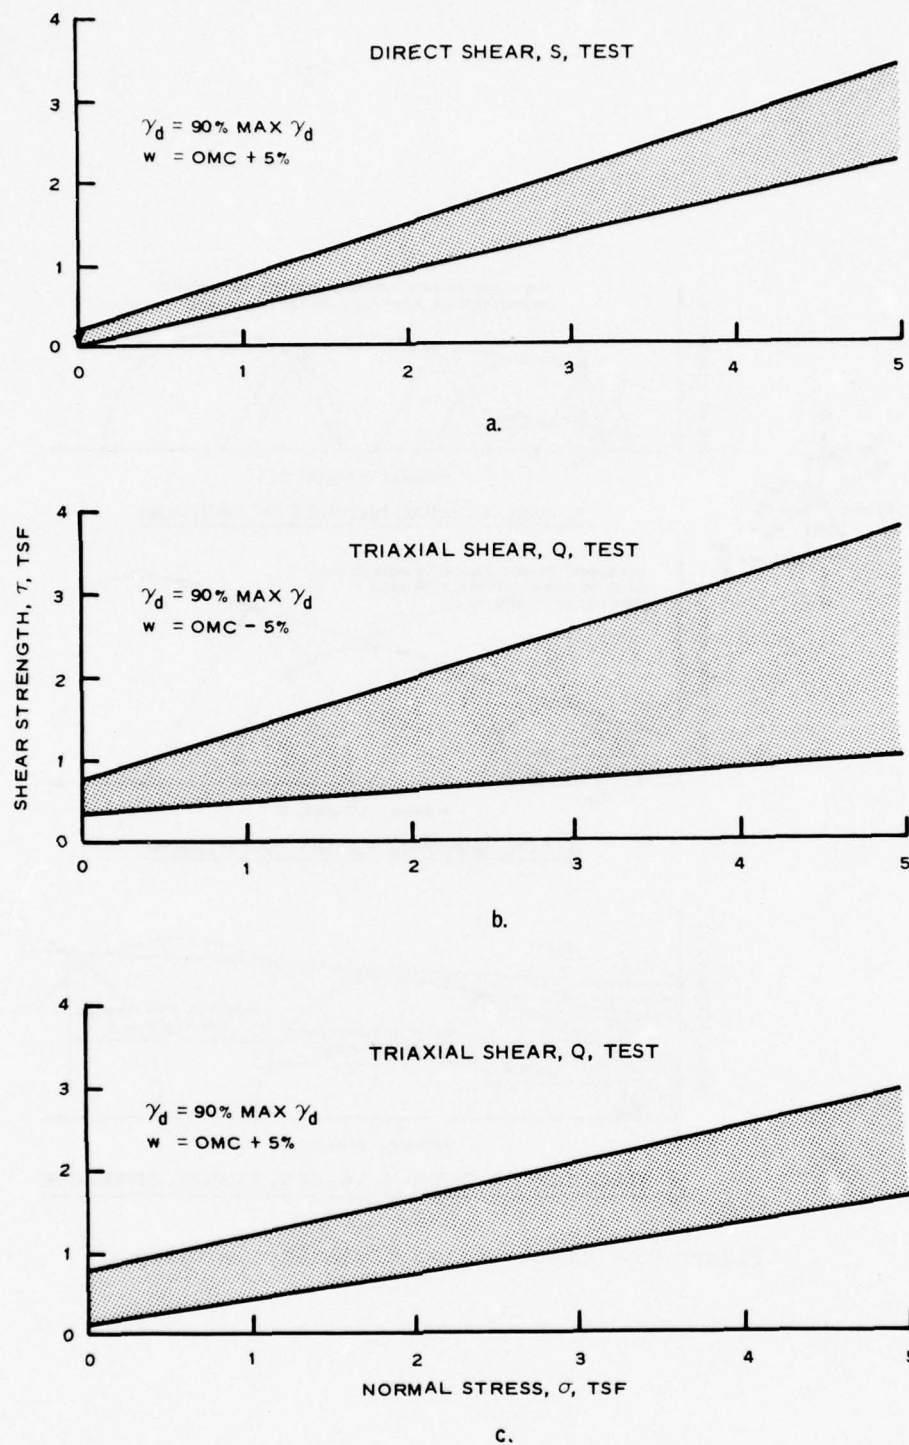 4
DIRECT SHEAR, S, TEST
3
γd = 90% MAX γd
w = OMC + 5%
2
1
0
0 1 2 3 4 5
a.
SHEAR STRENGTH, τ, TSF
4
TRIAXIAL SHEAR, Q, TEST
3
γd = 90% MAX γd
w = OMC − 5%
2
1
0
0 1 2 3 4 5
b.
4
TRIAXIAL SHEAR, Q, TEST
3
γd = 90% MAX γd
w = OMC + 5%
2
1
0
0 1 2 3 4 5
NORMAL STRESS, σ, TSF
c.